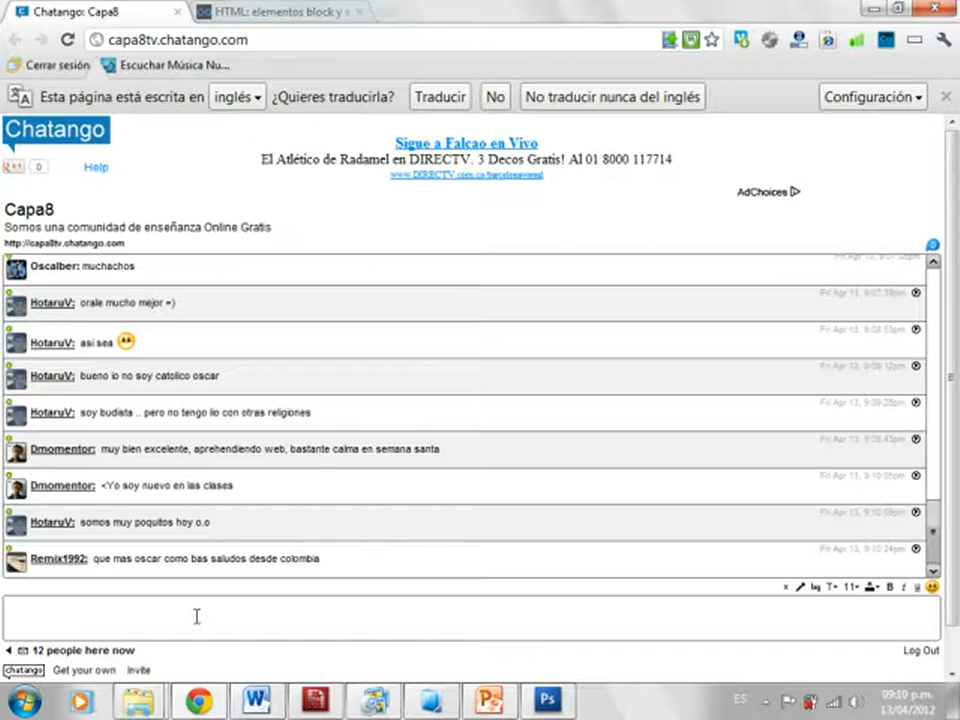 Chatango: Capa8
HTML: elementos block y e
capa8tv.chatango.com
Cerrar sesión
Escuchar Música Nu...
Esta página está escrita en inglés ¿Quieres traducirla? Traducir No No traducir nunca del inglés Configuración
Chatango
0
Help
Sigue a Falcao en Vivo
El Atlético de Radamel en DIRECTV. 3 Decos Gratis! Al 01 8000 117714
AdChoices
Capa8
Somos una comunidad de enseñanza Online Gratis
http://capa8tv.chatango.com
Oscalber: muchachos
HotaruV: orale mucho mejor =)
HotaruV: asi sea
HotaruV: bueno io no soy catolico oscar
HotaruV: soy budista .. pero no tengo lio con otras religiones
Dmomentor: muy bien excelente, aprehendiendo web, bastante calma en semana santa
Dmomentor: <Yo soy nuevo en las clases
HotaruV: somos muy poquitos hoy o.o
Remix1992: que mas oscar como bas saludos desde colombia
12 people here now
Log Out
chatango Get your own Invite
ES
09:10 p.m.
13/04/2012